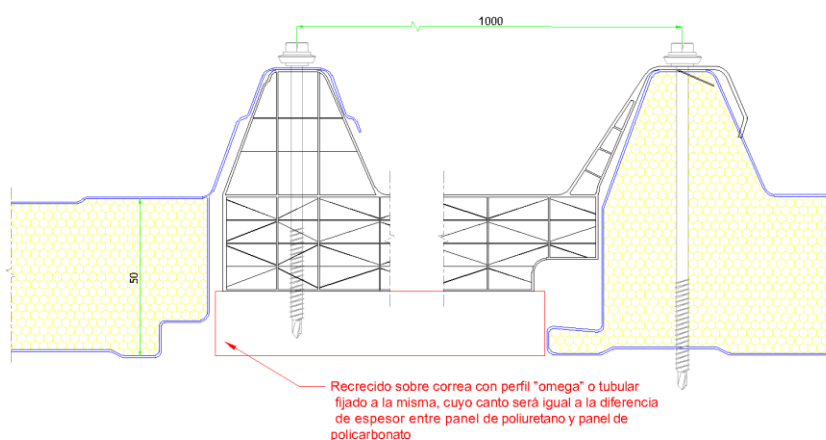 1000
50
Recrecido sobre correa con perfil "omega" o tubular
fijado a la misma, cuyo canto será igual a la diferencia
de espesor entre panel de poliuretano y panel de
policarbonato